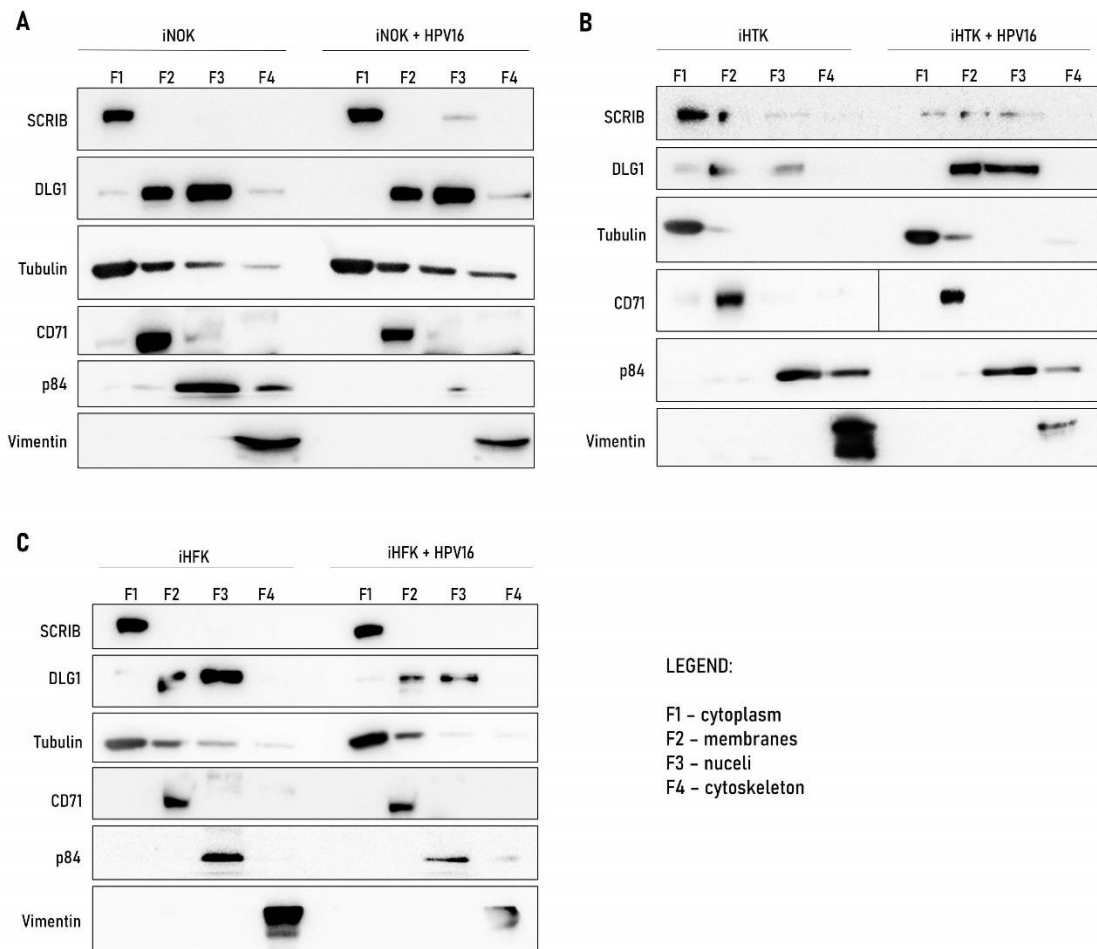 A
iNOK iNOK + HPV16
F1 F2 F3 F4 F1 F2 F3 F4
SCRIB
DLG1
Tubulin
CD71
p84
Vimentin
B
iHTK iHTK + HPV16
F1 F2 F3 F4 F1 F2 F3 F4
SCRIB
DLG1
Tubulin
CD71
p84
Vimentin
C
iHFK iHFK + HPV16
F1 F2 F3 F4 F1 F2 F3 F4
SCRIB
DLG1
Tubulin
CD71
p84
Vimentin
LEGEND:
F1 – cytoplasm
F2 – membranes
F3 – nuceli
F4 – cytoskeleton